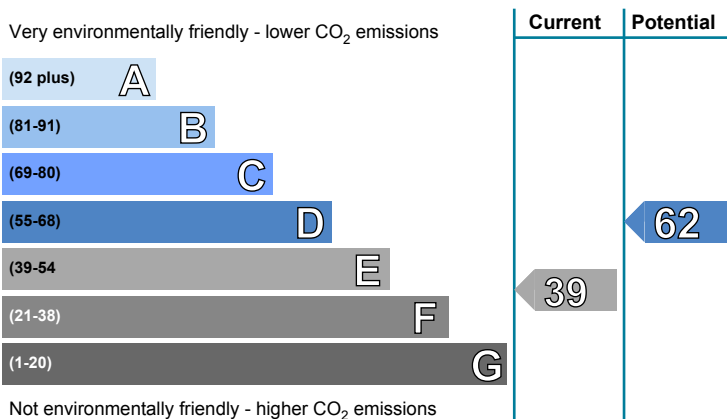 Very environmentally friendly - lower CO2 emissions
Current
Potential
(92 plus) A
(81-91) B
(69-80) C
(55-68) D
62
(39-54 E
39
(21-38) F
(1-20) G
Not environmentally friendly - higher CO2 emissions